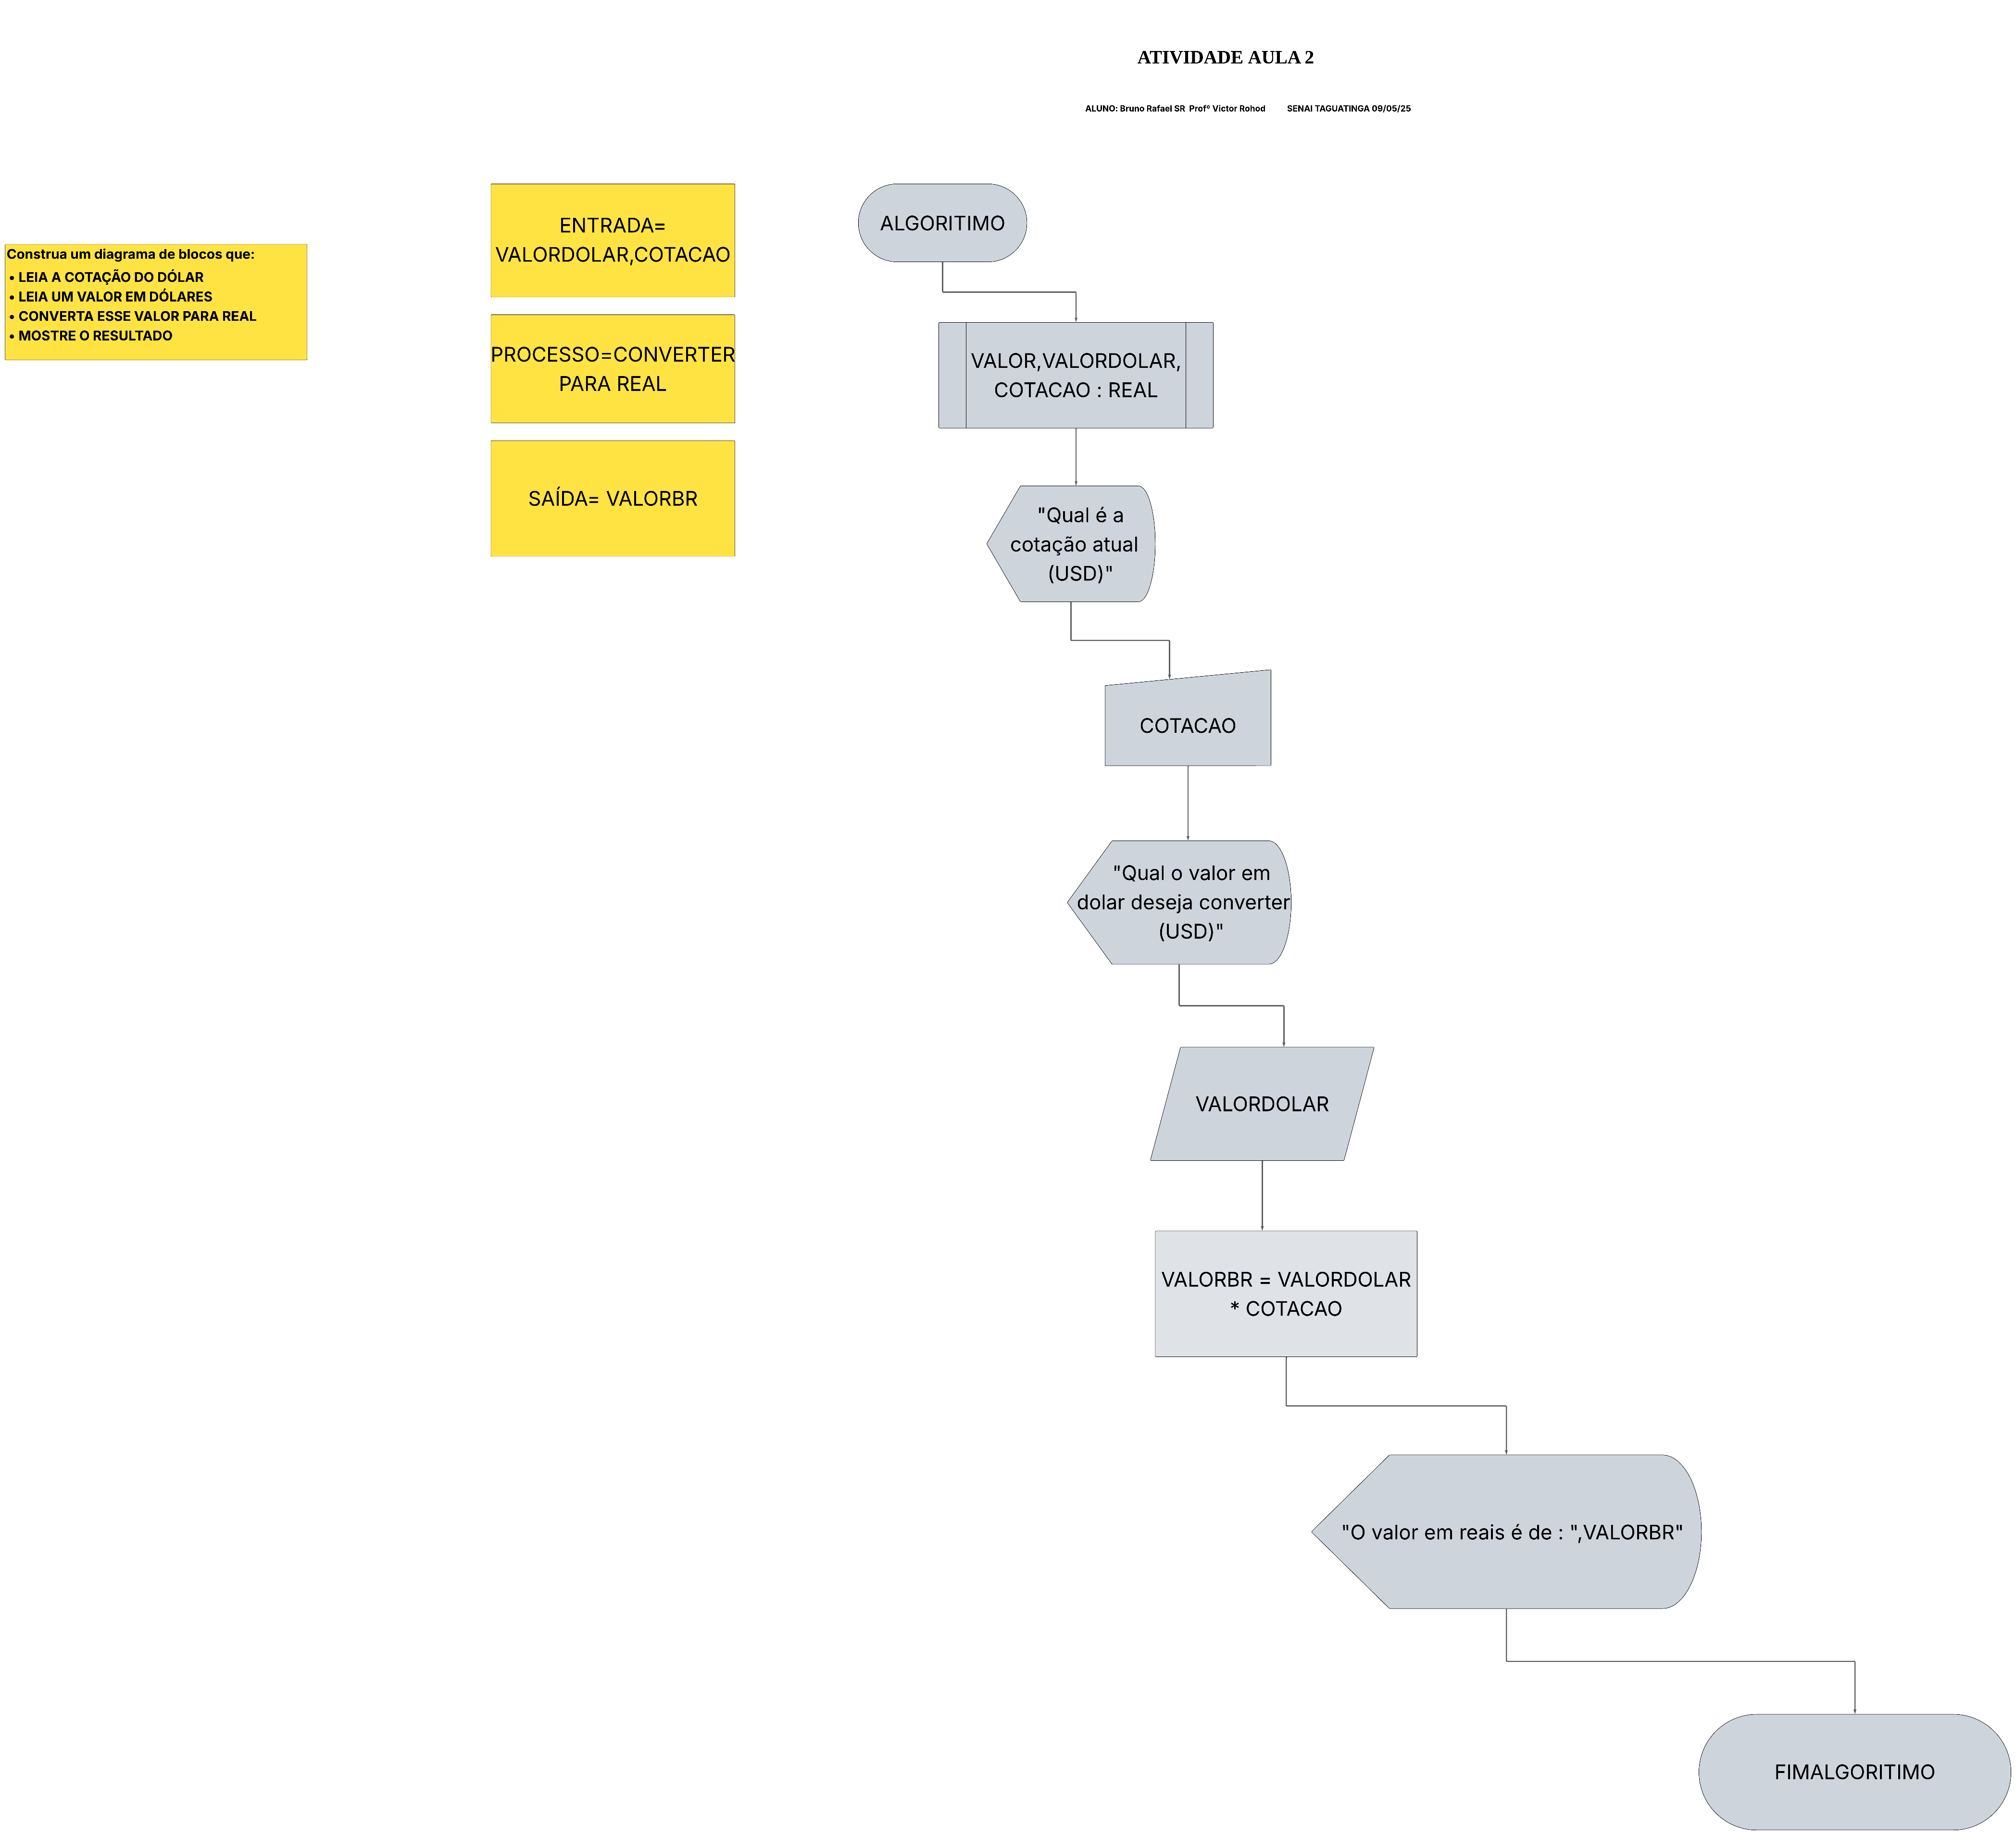 ATIVIDADE AULA 2
ALUNO: Bruno Rafael SR Profº Victor Rohod SENAI TAGUATINGA 09/05/25
Construa um diagrama de blocos que:
• LEIA A COTAÇÃO DO DÓLAR
• LEIA UM VALOR EM DÓLARES
• CONVERTA ESSE VALOR PARA REAL
• MOSTRE O RESULTADO
ENTRADA=
VALORDOLAR,COTACAO
PROCESSO=CONVERTER
PARA REAL
SAÍDA= VALORBR
ALGORITIMO
VALOR,VALORDOLAR,
COTACAO : REAL
"Qual é a
cotação atual
(USD)"
COTACAO
"Qual o valor em
dolar deseja converter
(USD)"
VALORDOLAR
VALORBR = VALORDOLAR
* COTACAO
"O valor em reais é de : ",VALORBR"
FIMALGORITIMO